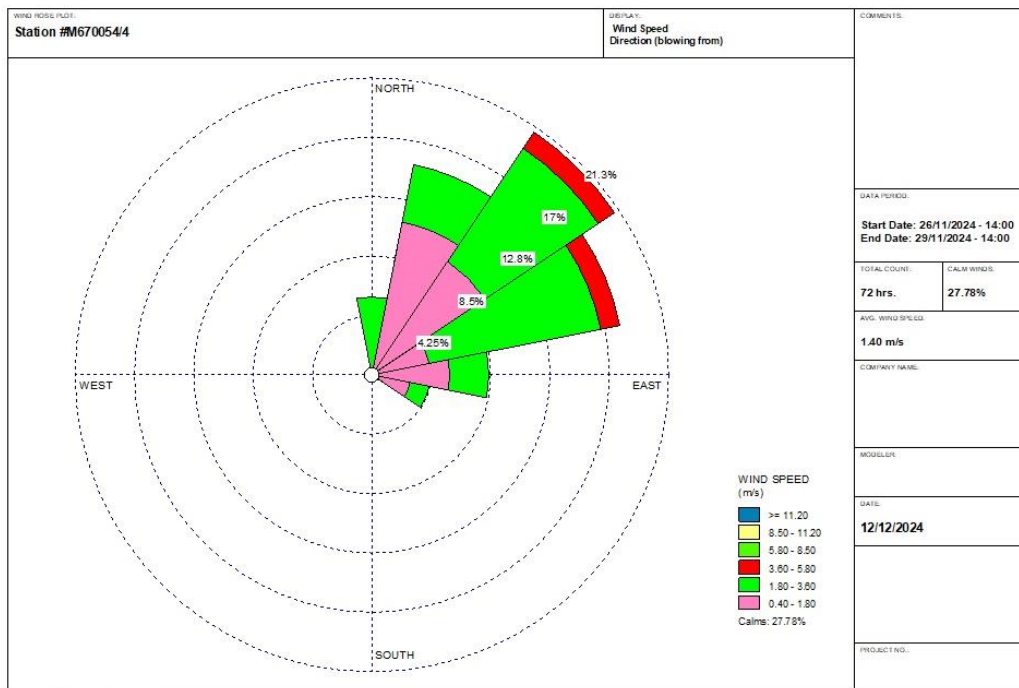 WIND ROSE PLOT:
Station #M670054/4
DISPLAY:
Wind Speed
Direction (blowing from)
COMMENTS:
NORTH
21.3%
17%
12.8%
8.5%
4.25%
WEST
EAST
SOUTH
WIND SPEED
(m/s)
>= 11.20
8.50 - 11.20
5.80 - 8.50
3.60 - 5.80
1.80 - 3.60
0.40 - 1.80
Calms: 27.78%
DATA PERIOD:
Start Date: 26/11/2024 - 14:00
End Date: 29/11/2024 - 14:00
TOTAL COUNT:
72 hrs.
CALM WINDS:
27.78%
AVG. WIND SPEED:
1.40 m/s
COMPANY NAME:
MODELER:
DATE:
12/12/2024
PROJECT NO.: